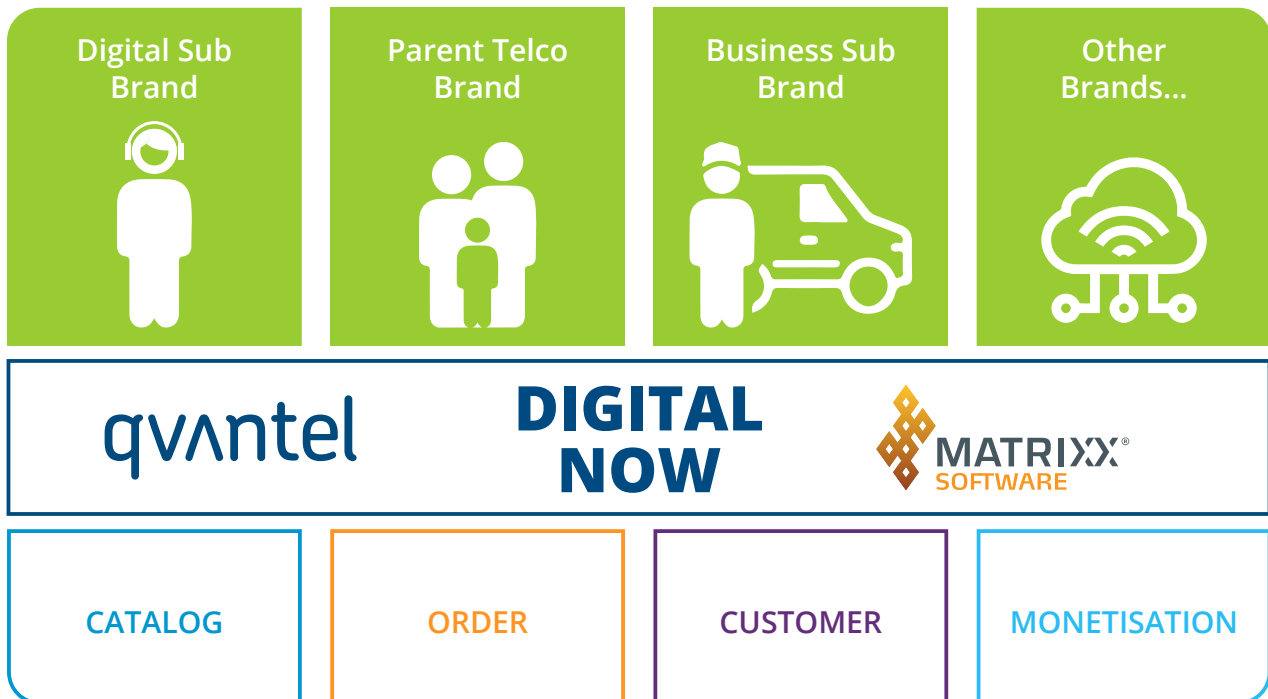 Digital Sub
Brand
Parent Telco
Brand
Business Sub
Brand
Other
Brands...
qvantel
DIGITAL
NOW
MATRIXX®
SOFTWARE
CATALOG
ORDER
CUSTOMER
MONETISATION